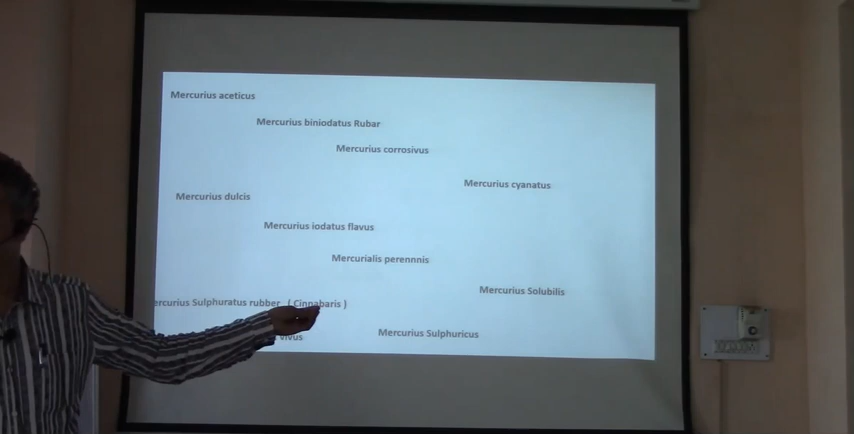 Mercurius aceticus
Mercurius biniodatus Rubar
Mercurius corrosivus
Mercurius cyanatus
Mercurius dulcis
Mercurius iodatus flavus
Mercurialis perennnis
Mercurius Solubilis
ercurius Sulphuratus rubber ( Cinnabaris )
Mercurius Sulphuricus
vivus